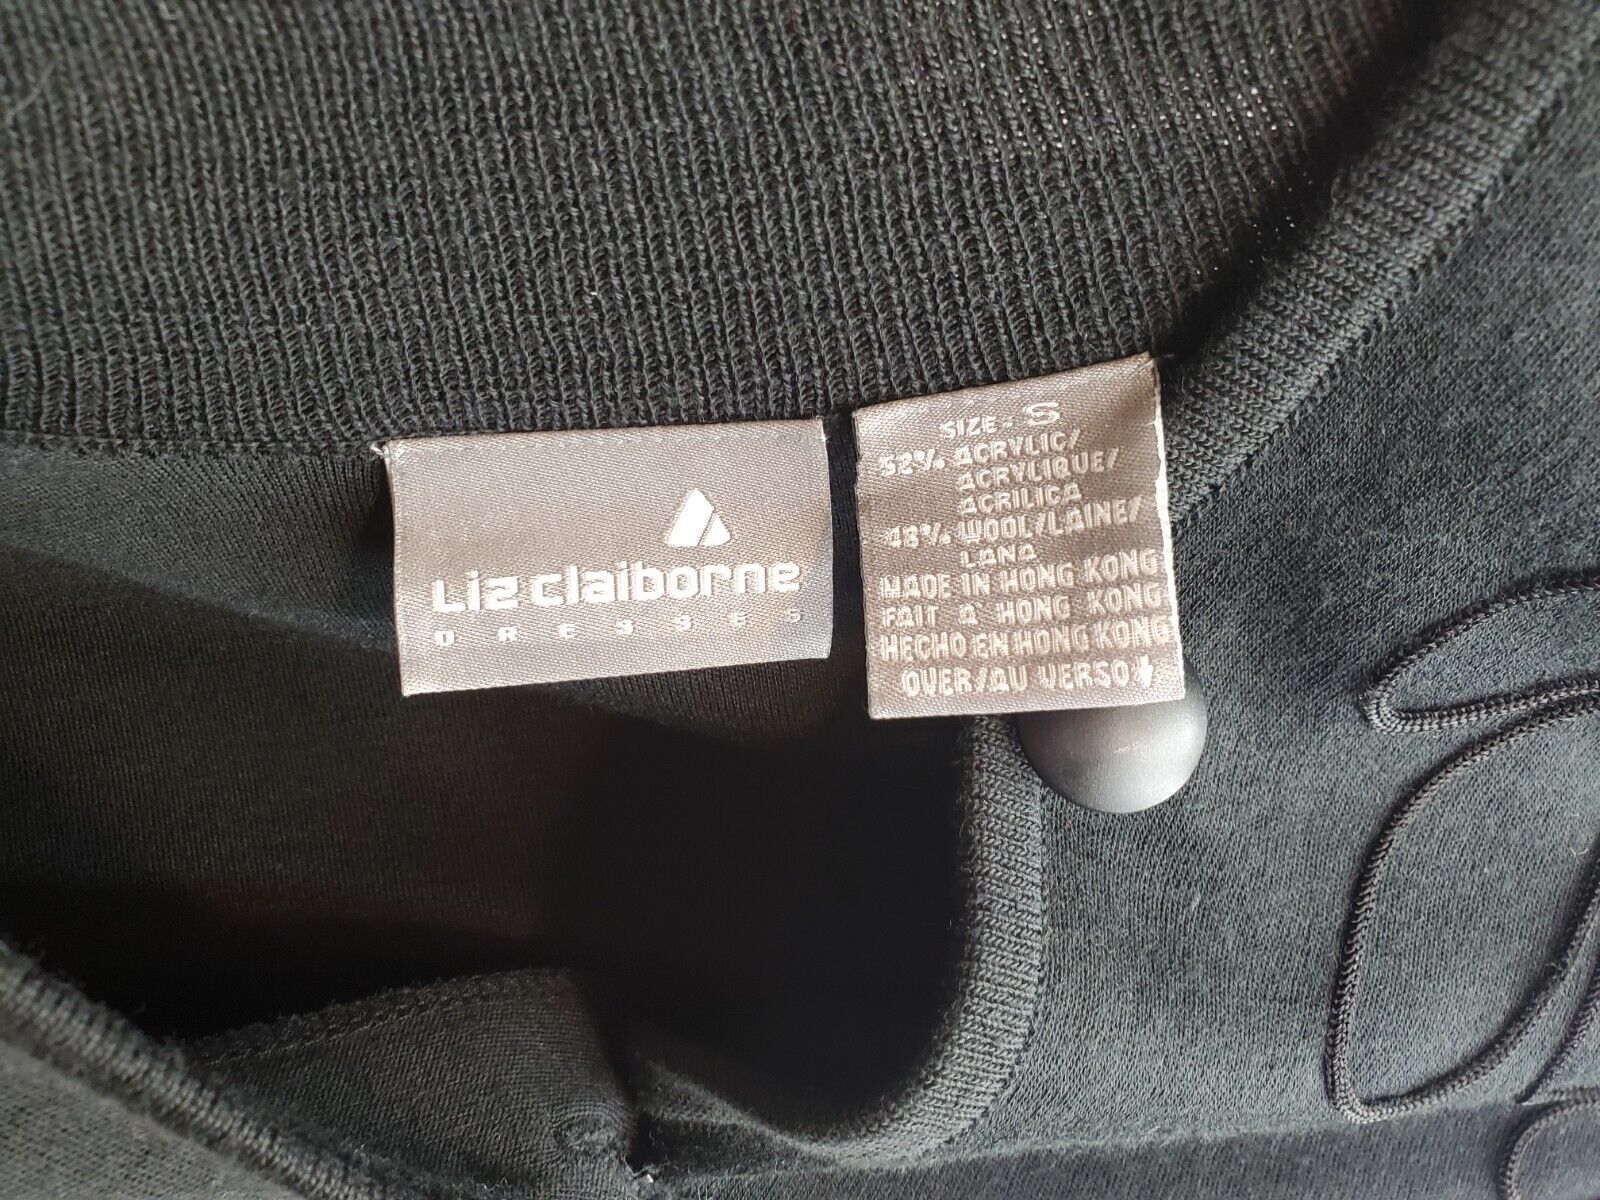 Liz claiborne
DRESSES
SIZE: S
52% ACRYLIC/
ACRYLIQUE/
ACRILICA
48% WOOL/LAINE/
LANA
MADE IN HONG KONG
FAIT A' HONG KONG
HECHO EN HONG KONG
OVER/AU VERSO